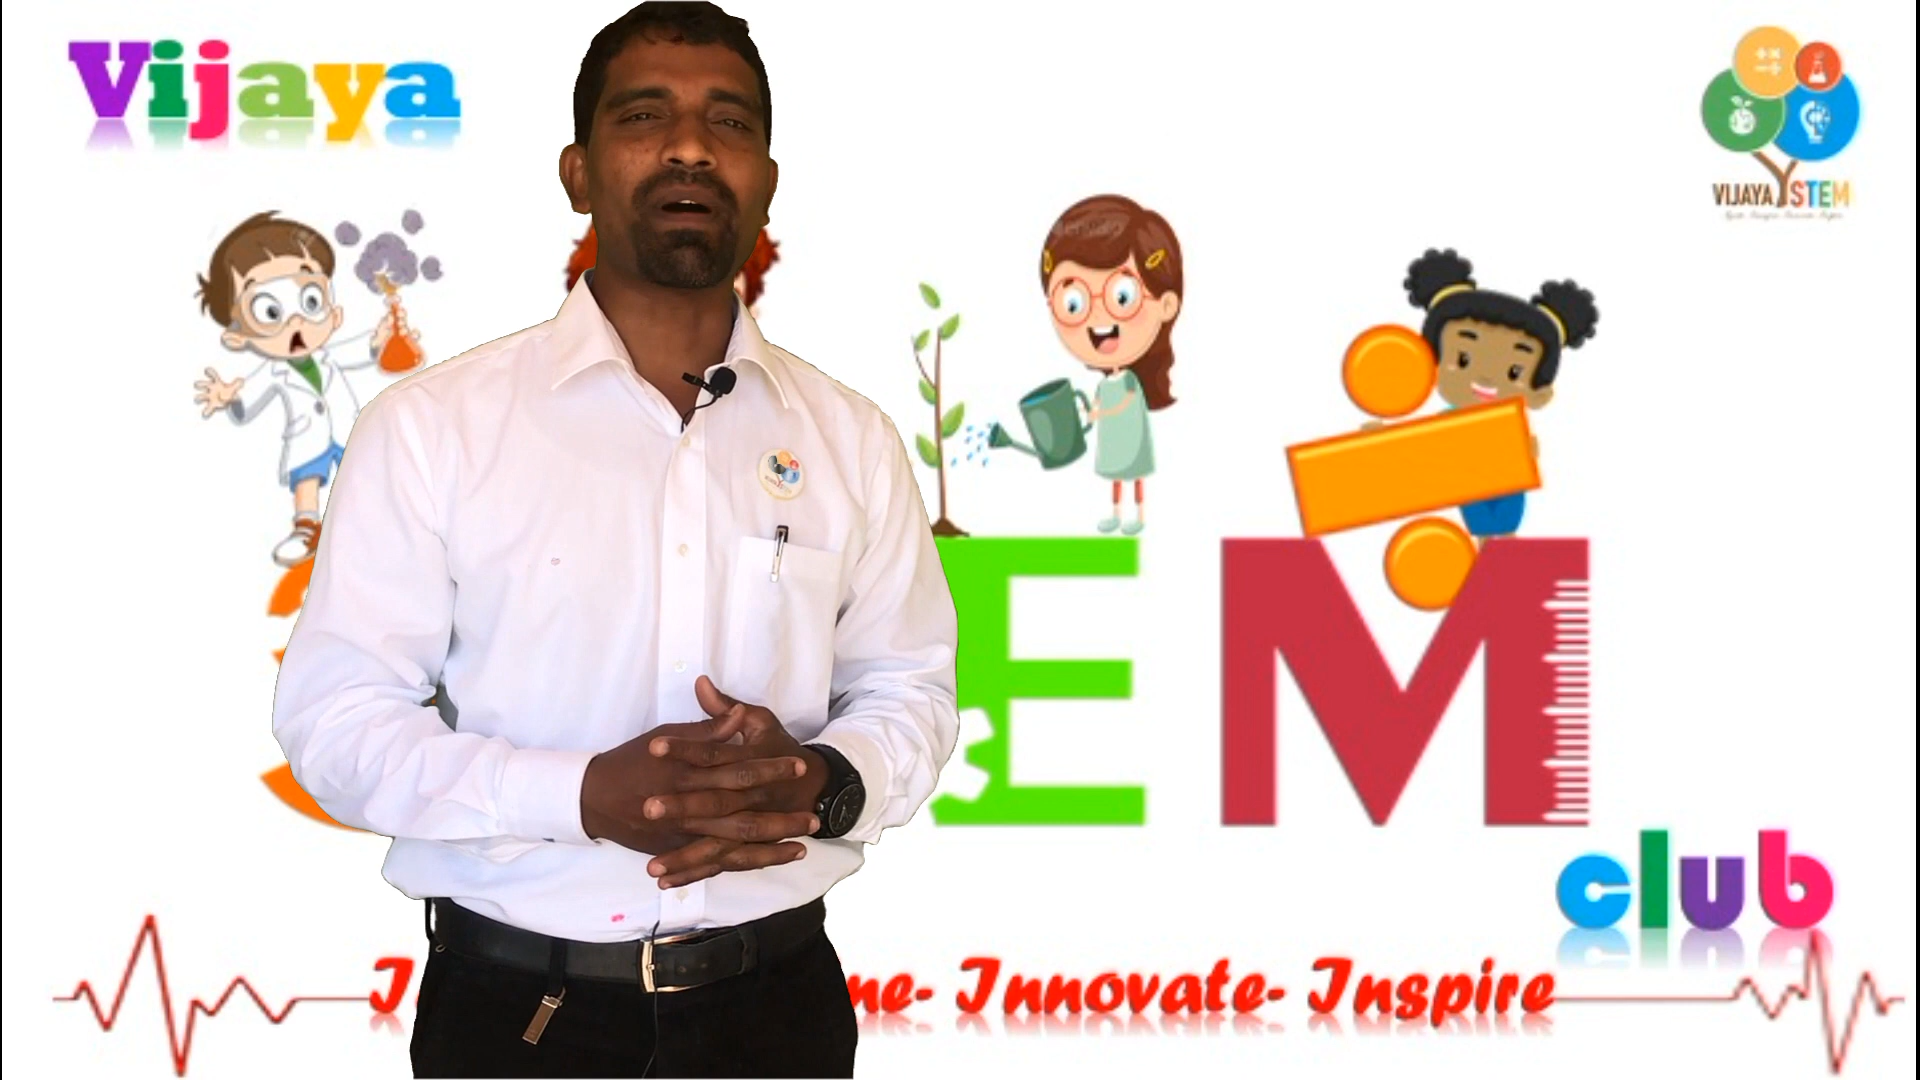 Vijaya
VIJAYA STEM
EM
club
I ne- Innovate- Inspire